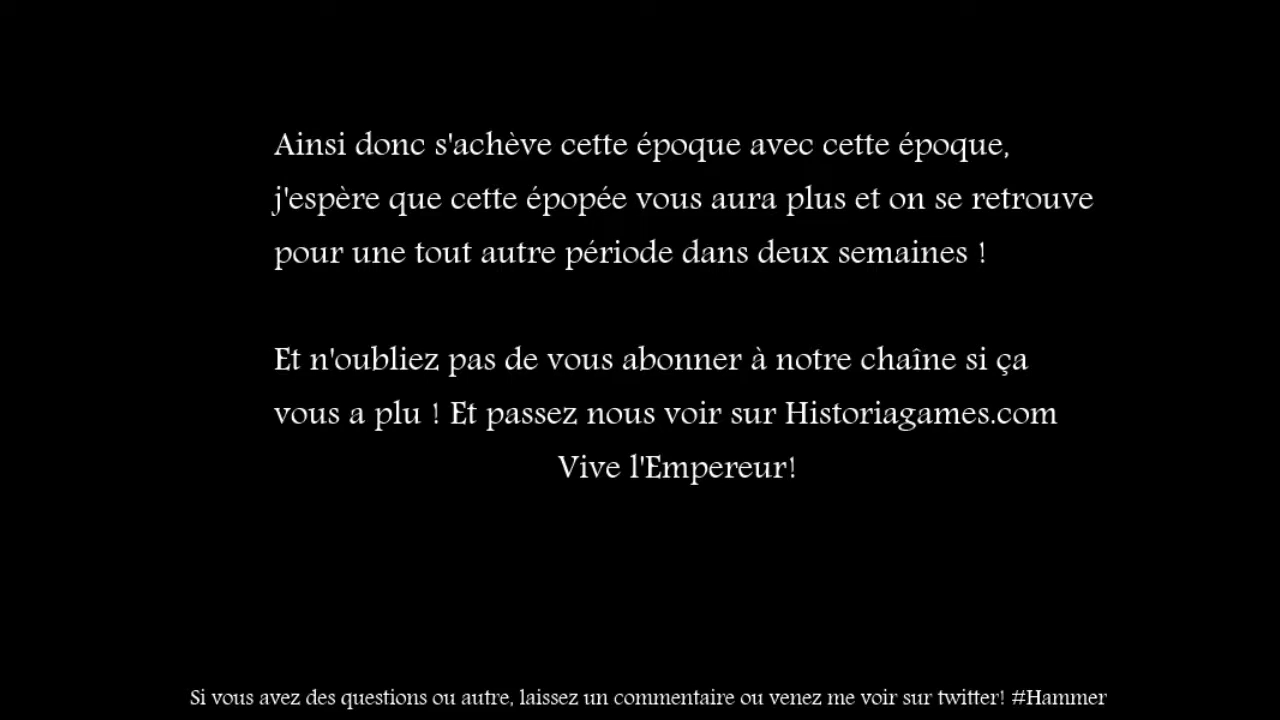 Ainsi donc s'achève cette époque avec cette époque,
j'espère que cette épopée vous aura plus et on se retrouve
pour une tout autre période dans deux semaines !
Et n'oubliez pas de vous abonner à notre chaîne si ça
vous a plu ! Et passez nous voir sur Historiagames.com
Vive l'Empereur!
Si vous avez des questions ou autre, laissez un commentaire ou venez me voir sur twitter! #Hammer